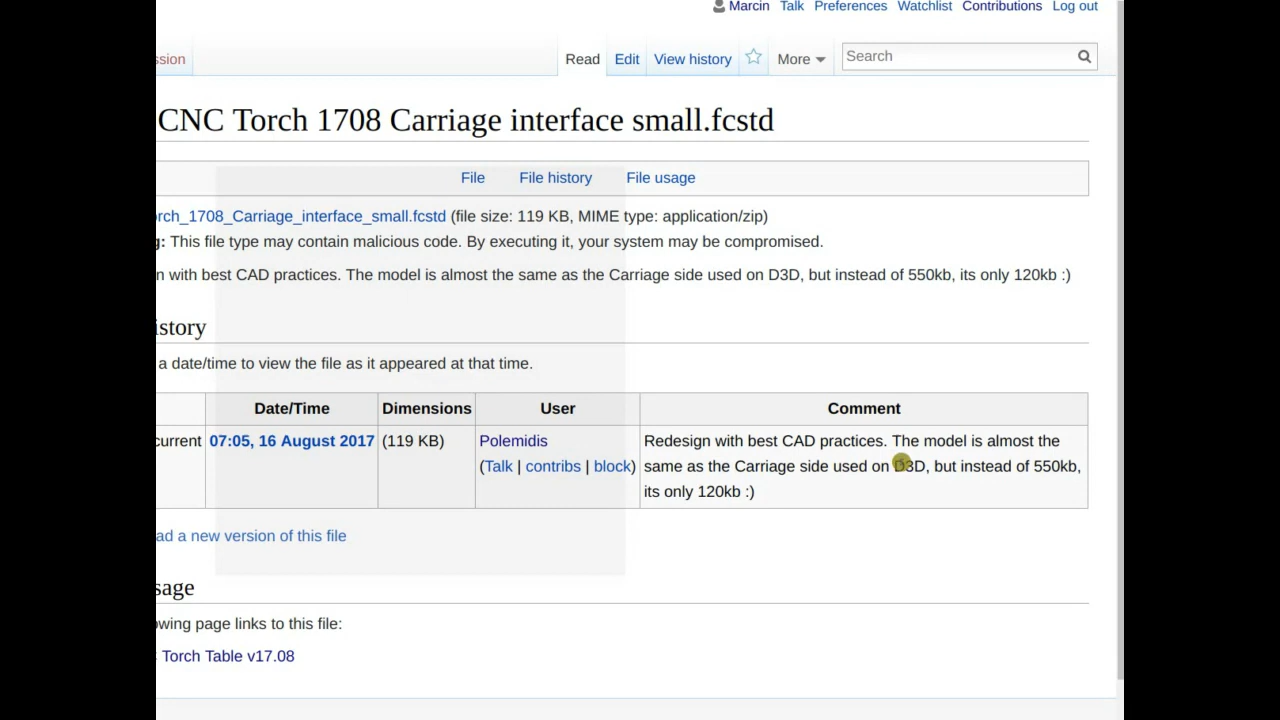 Marcin Talk Preferences Watchlist Contributions Log out
ssion Read Edit View history More Search
CNC Torch 1708 Carriage interface small.fcstd
File File history File usage
orch_1708_Carriage_interface_small.fcstd (file size: 119 KB, MIME type: application/zip)
g: This file type may contain malicious code. By executing it, your system may be compromised.
n with best CAD practices. The model is almost the same as the Carriage side used on D3D, but instead of 550kb, its only 120kb :)
istory
a date/time to view the file as it appeared at that time.
Date/Time Dimensions User Comment
current 07:05, 16 August 2017 (119 KB) Polemidis Redesign with best CAD practices. The model is almost the
(Talk | contribs | block) same as the Carriage side used on D3D, but instead of 550kb,
its only 120kb :)
ad a new version of this file
sage
owing page links to this file:
Torch Table v17.08